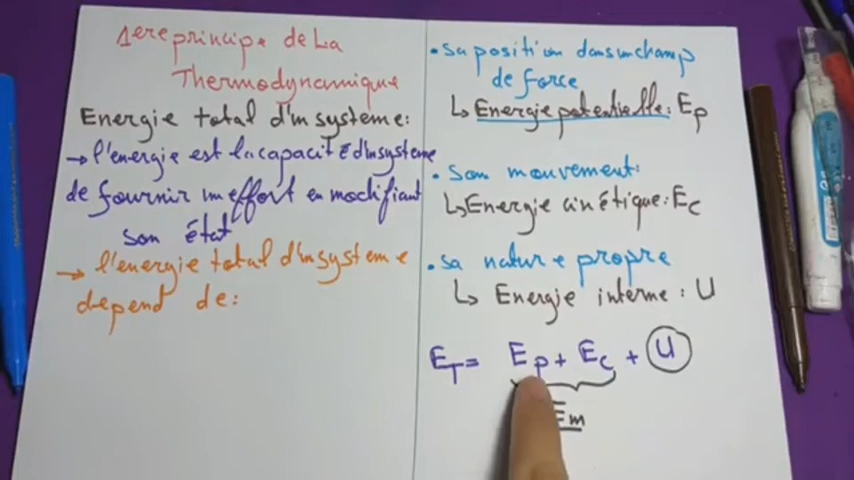 1ere principe de La
Thermodynamique
Energie total d'un systeme:
→ l'energie est la capacité d'un systeme
de fournir un effort en modifiant
son état
→ l'energie total d'un systeme
depend de:
• sa position dans un champ
de force
↳ Energie potentielle: Ep
• son mouvement:
↳ Energie cinétique: Ec
• sa nature propre
↳ Energie interne: U
ET = Ep + Ec + U
Em